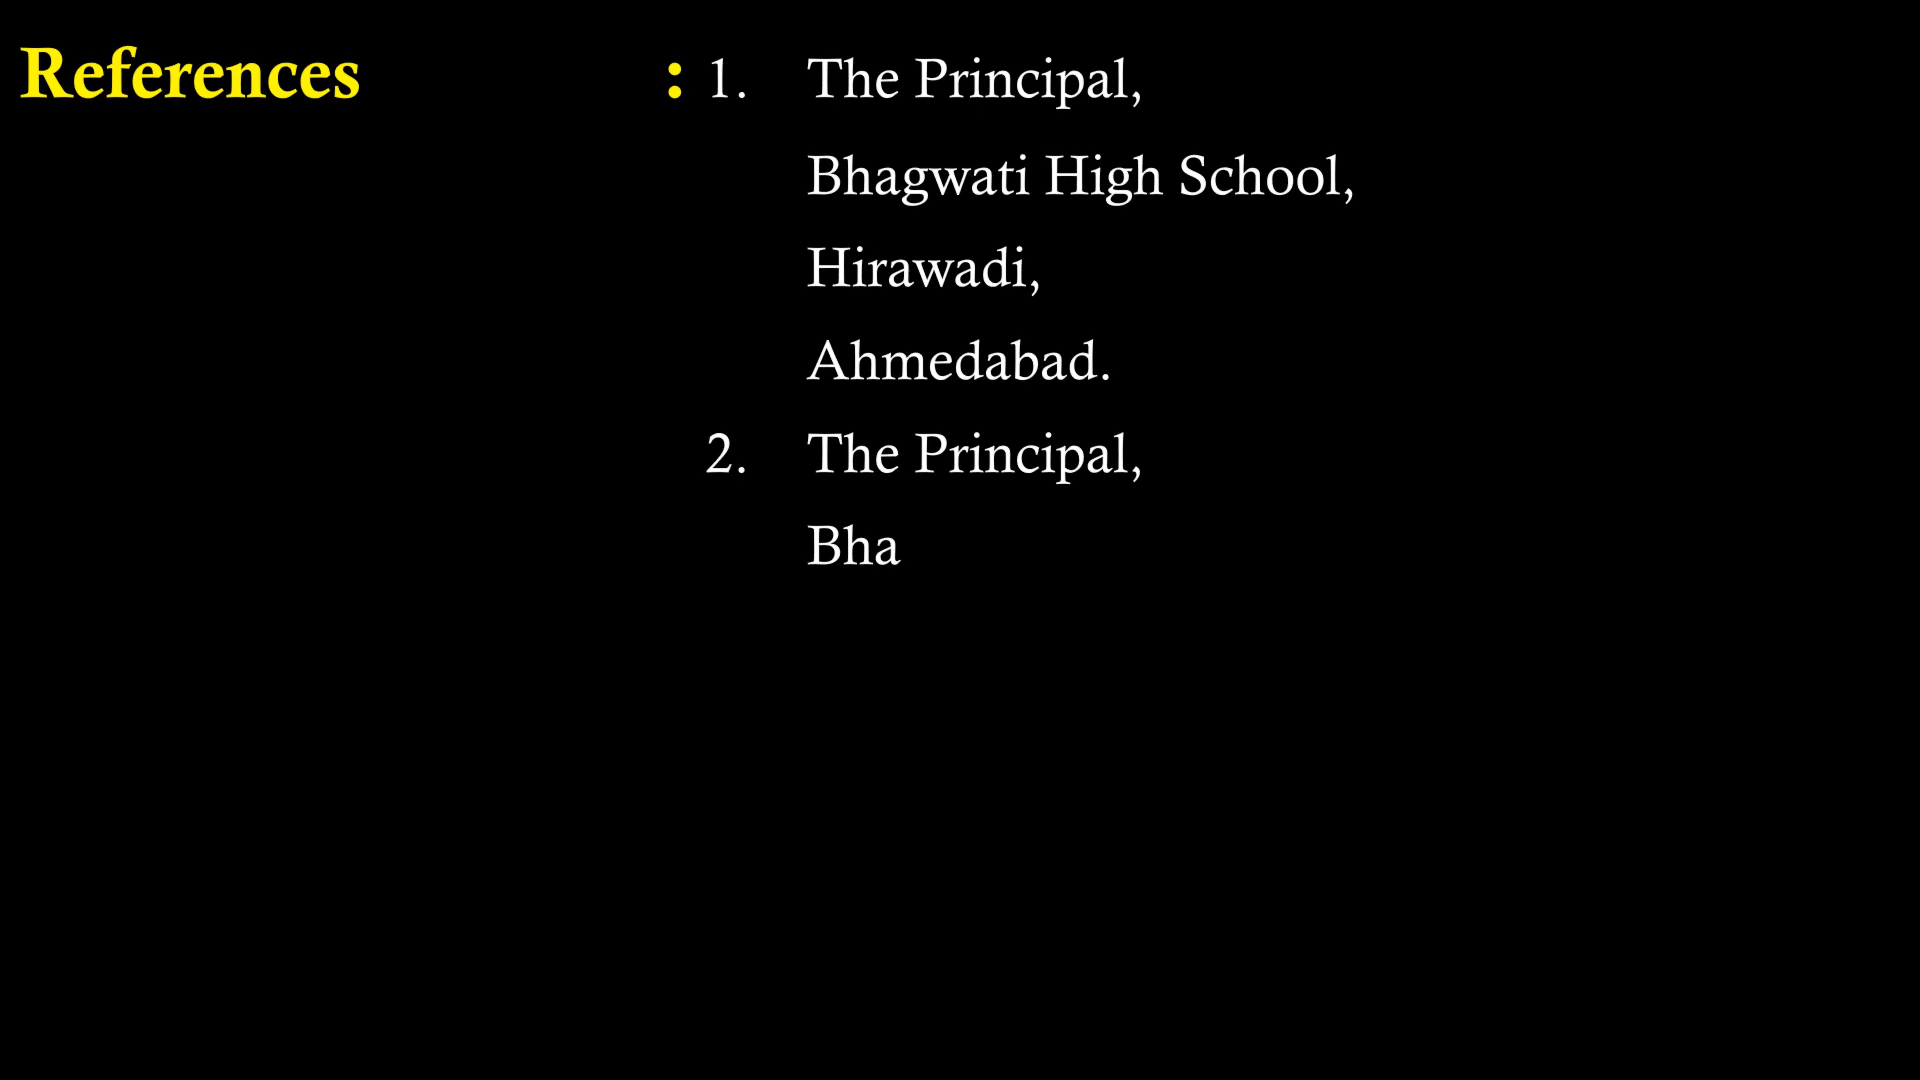 References : 1. The Principal,
Bhagwati High School,
Hirawadi,
Ahmedabad.
2. The Principal,
Bha